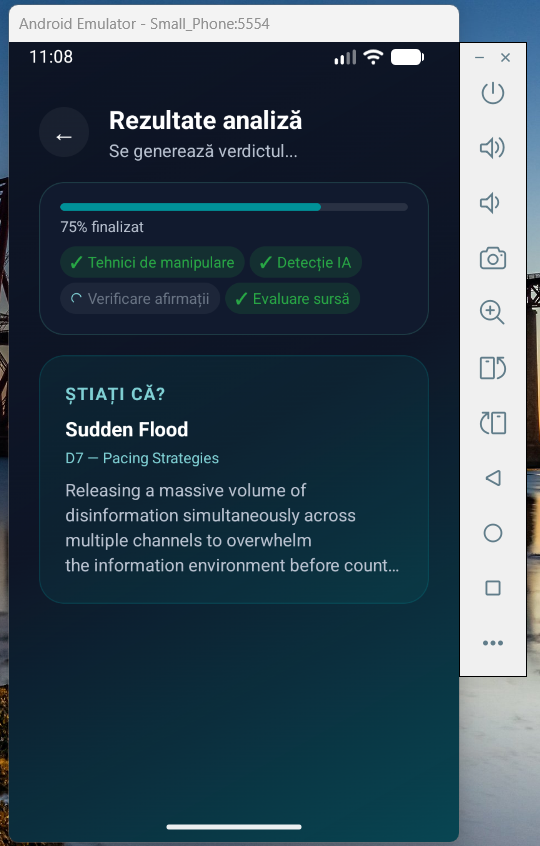 Android Emulator - Small_Phone:5554
11:08
Rezultate analiză
Se generează verdictul...
75% finalizat
✓ Tehnici de manipulare ✓ Detecție IA
Verificare afirmații ✓ Evaluare sursă
ȘTIAȚI CĂ?
Sudden Flood
D7 — Pacing Strategies
Releasing a massive volume of
disinformation simultaneously across
multiple channels to overwhelm
the information environment before count…